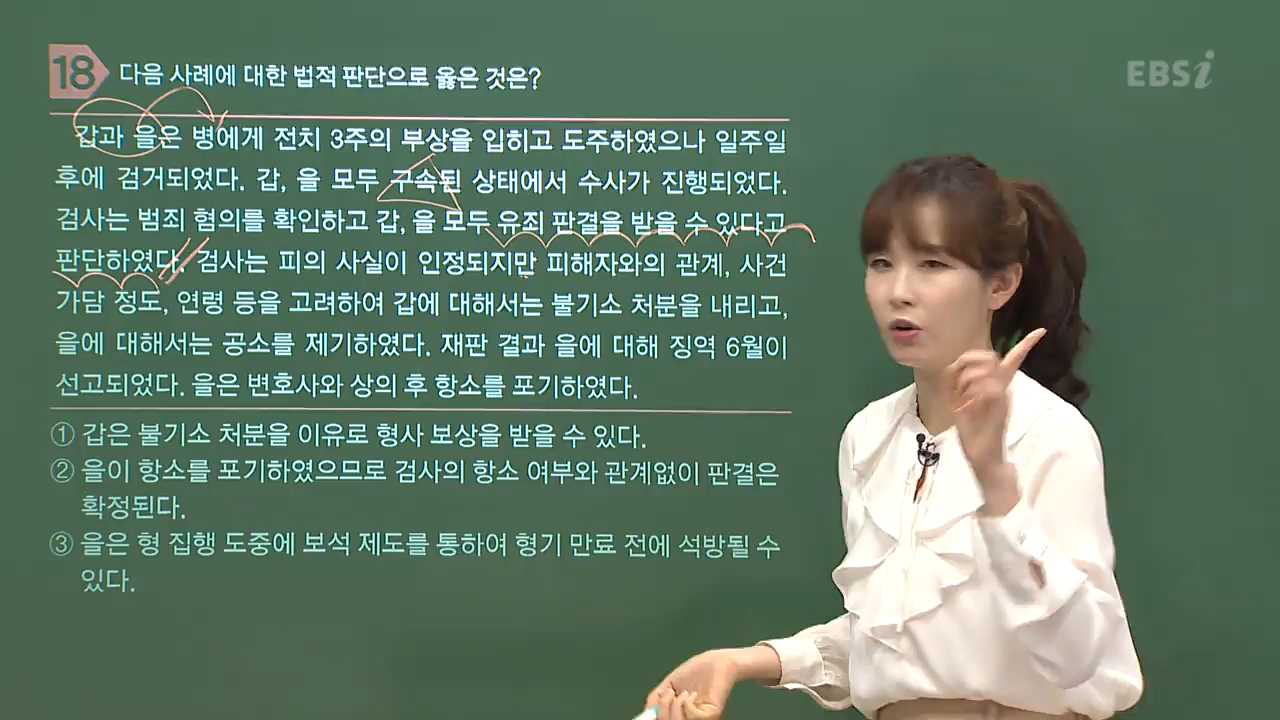 18 다음 사례에 대한 법적 판단으로 옳은 것은?
EBSi
갑과 을은 병에게 전치 3주의 부상을 입히고 도주하였으나 일주일
후에 검거되었다. 갑, 을 모두 구속된 상태에서 수사가 진행되었다.
검사는 범죄 혐의를 확인하고 갑, 을 모두 유죄 판결을 받을 수 있다고
판단하였다. 검사는 피의 사실이 인정되지만 피해자와의 관계, 사건
가담 정도, 연령 등을 고려하여 갑에 대해서는 불기소 처분을 내리고,
을에 대해서는 공소를 제기하였다. 재판 결과 을에 대해 징역 6월이
선고되었다. 을은 변호사와 상의 후 항소를 포기하였다.
① 갑은 불기소 처분을 이유로 형사 보상을 받을 수 있다.
② 을이 항소를 포기하였으므로 검사의 항소 여부와 관계없이 판결은
확정된다.
③ 을은 형 집행 도중에 보석 제도를 통하여 형기 만료 전에 석방될 수
있다.